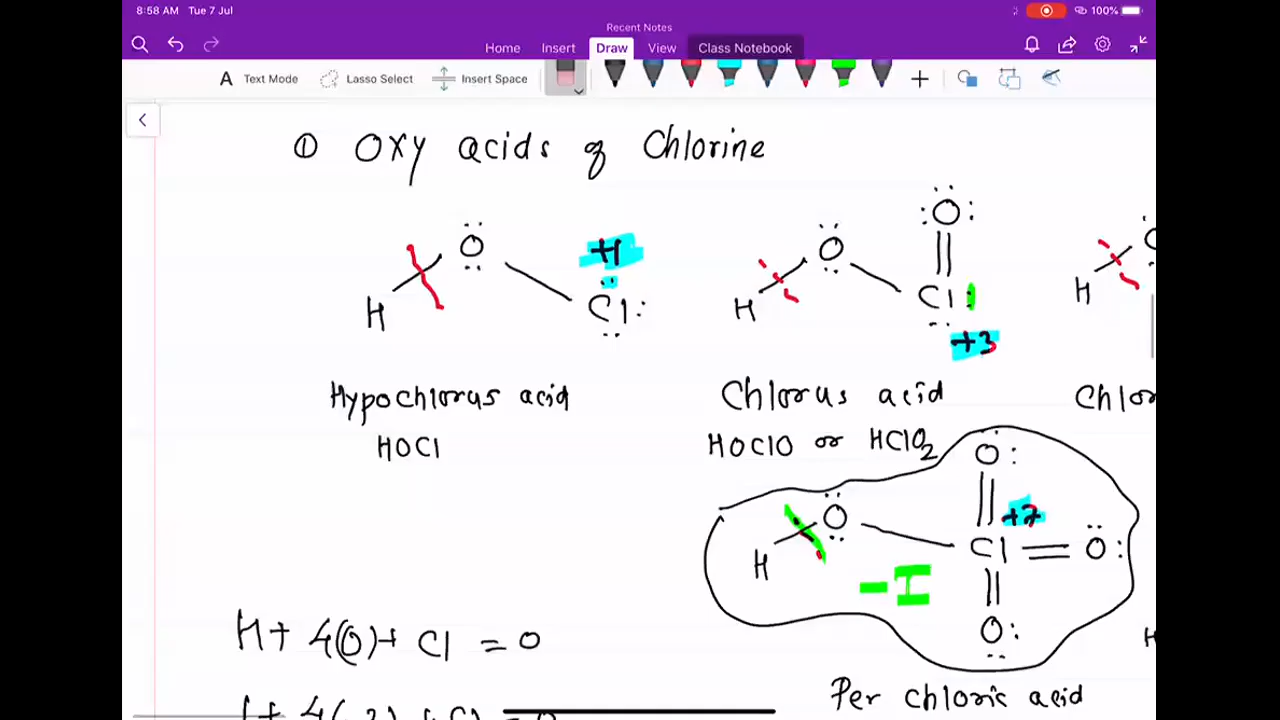 8:58 AM Tue 7 Jul
100%
Recent Notes
Home Insert Draw View Class Notebook
A Text Mode Lasso Select Insert Space
① Oxy acids of Chlorine
H O Cl +1
H O Cl O +3
H O
Hypochlorus acid
Chlorus acid
Chlor
HOCl
HOClO or HClO2
H O Cl O O O +7
-I
H + 4(O) + Cl = 0
Per chloric acid
H